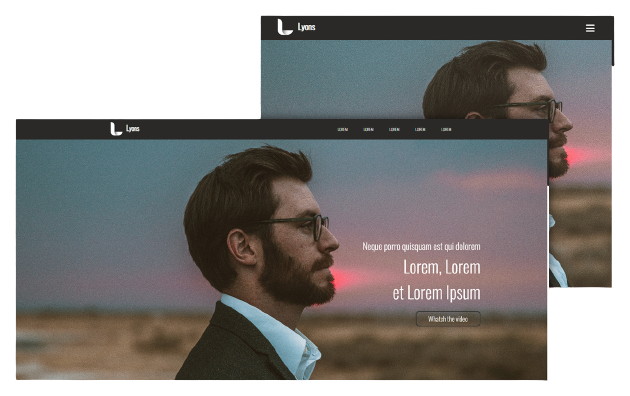 Lyons
Lyons
LOREM LOREM LOREM LOREM LOREM
Neque porro quisquam est qui dolorem
Lorem, Lorem
et Lorem Ipsum
Whatsh the video